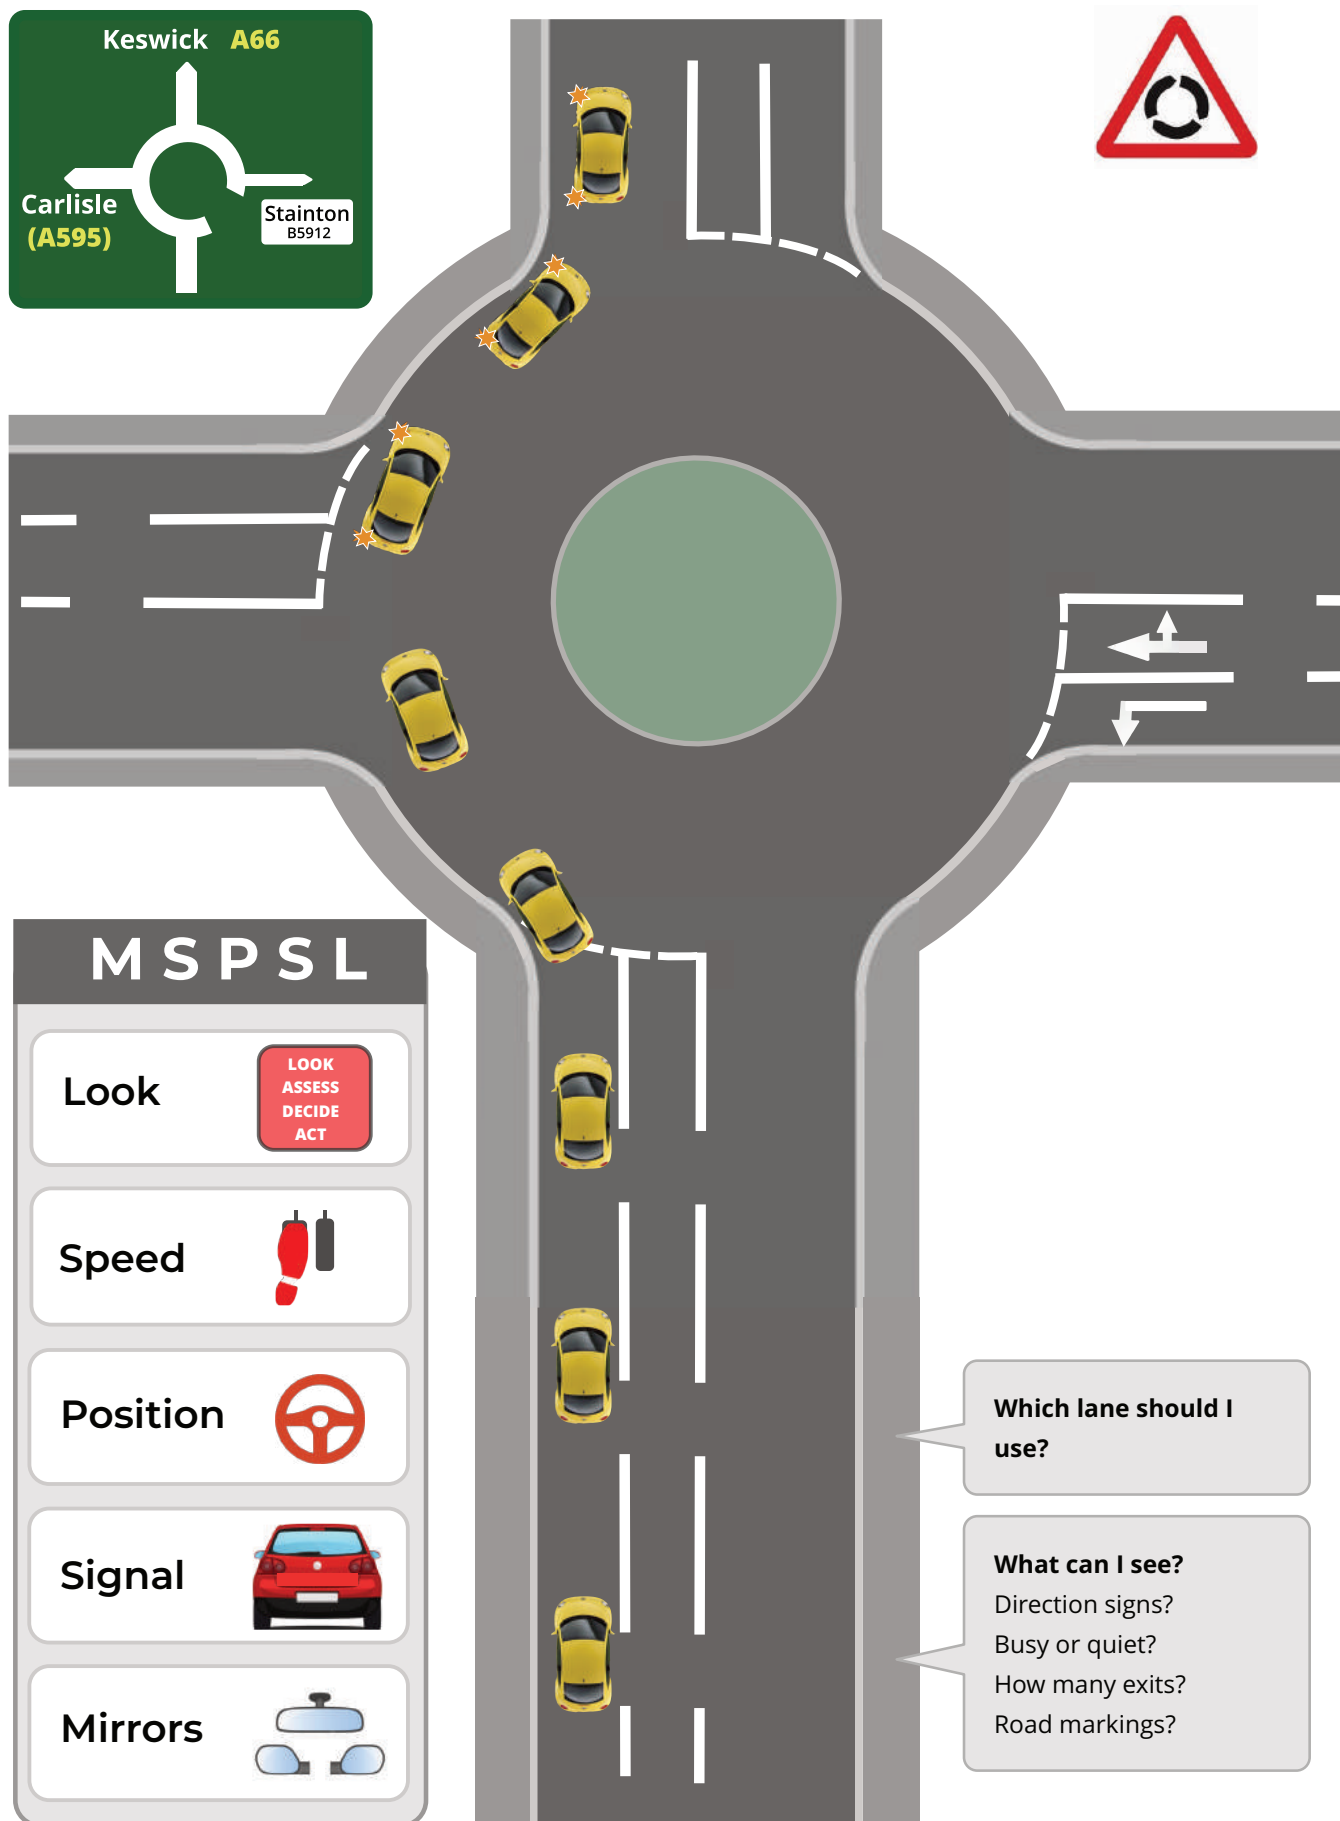 Keswick A66
Carlisle
(A595)
Stainton
B5912
M S P S L
Look
LOOK
ASSESS
DECIDE
ACT
Speed
Position
Signal
Mirrors
Which lane should I
use?
What can I see?
Direction signs?
Busy or quiet?
How many exits?
Road markings?